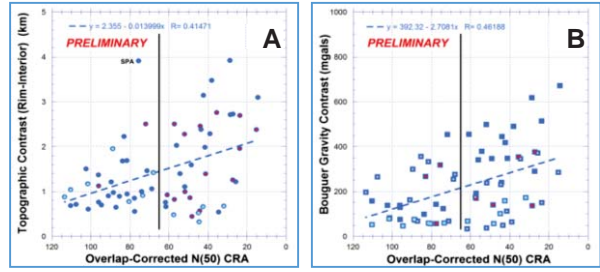 y = 2.355 - 0.013999x R= 0.41471
PRELIMINARY
A
SPA
Topographic Contrast (Rim-Interior) (km)
5
4
3
2
1
0
120 100 80 60 40 20 0
Overlap-Corrected N(50) CRA
y = 392.32 - 2.7081x R= 0.46188
PRELIMINARY
B
Bouguer Gravity Contrast (mgals)
1000
800
600
400
200
0
120 100 80 60 40 20 0
Overlap-Corrected N(50) CRA